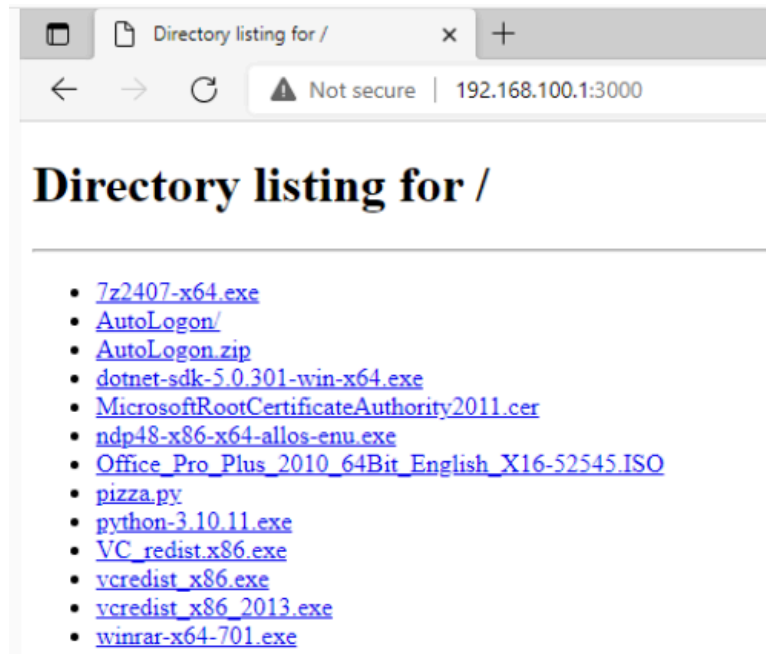 Directory listing for /
Not secure | 192.168.100.1:3000
Directory listing for /
7z2407-x64.exe
AutoLogon/
AutoLogon.zip
dotnet-sdk-5.0.301-win-x64.exe
MicrosoftRootCertificateAuthority2011.cer
ndp48-x86-x64-allos-enu.exe
Office_Pro_Plus_2010_64Bit_English_X16-52545.ISO
pizza.py
python-3.10.11.exe
VC_redist.x86.exe
vcredist_x86.exe
vcredist_x86_2013.exe
winrar-x64-701.exe